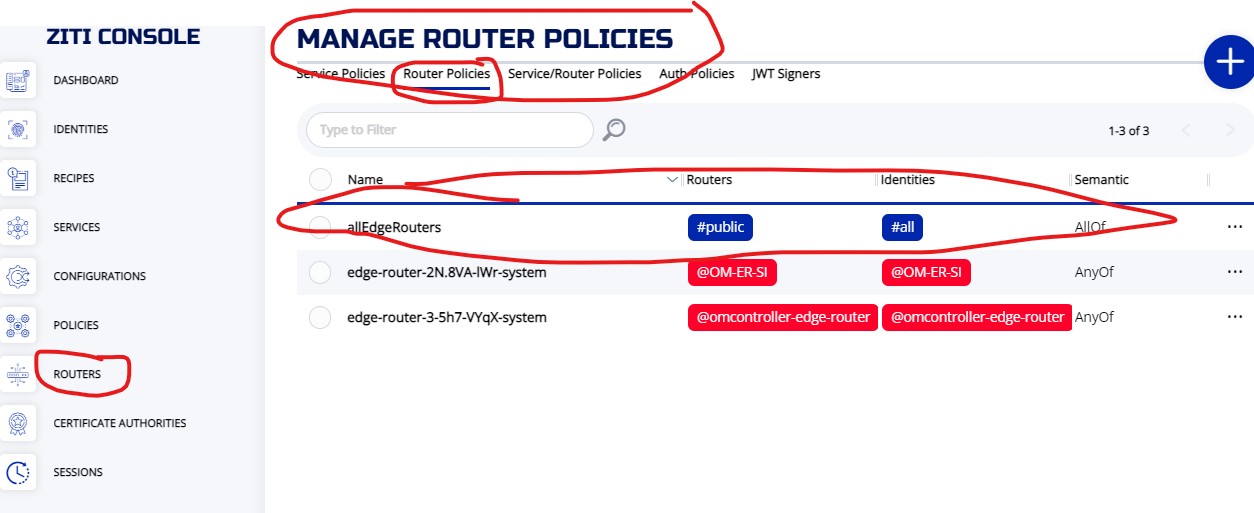 ZITI CONSOLE
DASHBOARD
IDENTITIES
RECIPES
SERVICES
CONFIGURATIONS
POLICIES
ROUTERS
CERTIFICATE AUTHORITIES
SESSIONS
MANAGE ROUTER POLICIES
Service Policies Router Policies Service/Router Policies Auth Policies JWT Signers
Type to Filter
1-3 of 3
Name Routers Identities Semantic
allEdgeRouters #public #all AllOf
edge-router-2N.8VA-lWr-system @OM-ER-SI @OM-ER-SI AnyOf
edge-router-3-5h7-VYqX-system @omcontroller-edge-router @omcontroller-edge-router AnyOf